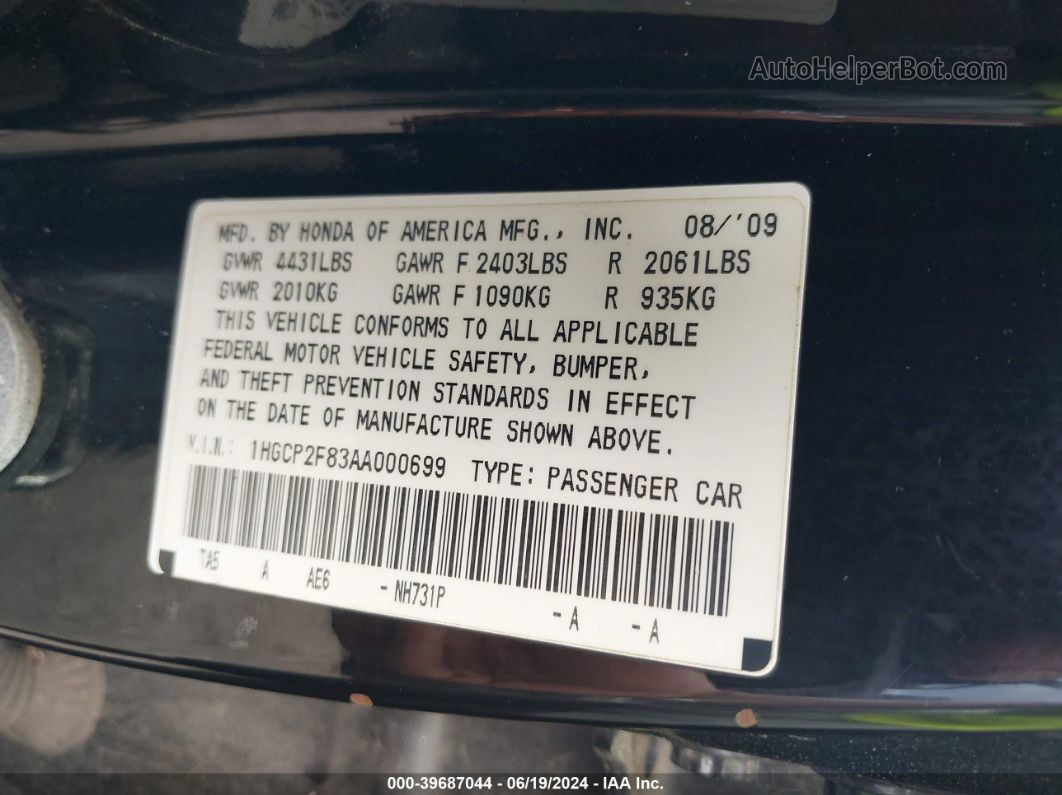 AutoHelperBot.com
MFD. BY HONDA OF AMERICA MFG., INC. 08/'09
GVWR 4431LBS GAWR F 2403LBS R 2061LBS
GVWR 2010KG GAWR F 1090KG R 935KG
THIS VEHICLE CONFORMS TO ALL APPLICABLE
FEDERAL MOTOR VEHICLE SAFETY, BUMPER,
AND THEFT PREVENTION STANDARDS IN EFFECT
ON THE DATE OF MANUFACTURE SHOWN ABOVE.
V.I.N.: 1HGCP2F83AA000699 TYPE: PASSENGER CAR
TA5 A AE6 - NH731P - A - A
000-39687044 / 06/19/2024 - IAA Inc.